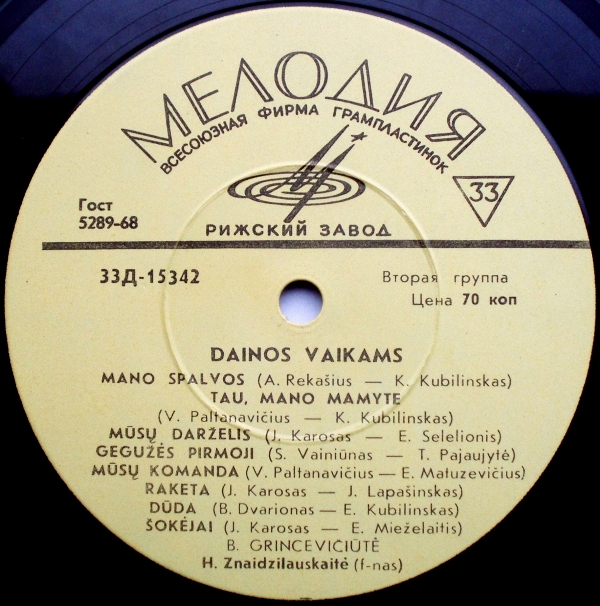 МЕЛОДИЯ
ВСЕСОЮЗНАЯ ФИРМА ГРАМПЛАСТИНОК
33
Гост
5289-68
РИЖСКИЙ ЗАВОД
33Д-15342
Вторая группа
Цена 70 коп
DAINOS VAIKAMS
MANO SPALVOS (A. Rekašius — K. Kubilinskas)
TAU, MANO MAMYTE
(V. Paltanavičius — K. Kubilinskas)
MŪSŲ DARŽELIS (J. Karosas — E. Selelionis)
GEGUŽĖS PIRMOJI (S. Vainiūnas — T. Pajaujytė)
MŪSŲ KOMANDA (V. Paltanavičius — E. Matuzevičius)
RAKETA (J. Karosas — J. Lapašinskas)
DŪDA (B. Dvarionas — E. Kubilinskas)
ŠOKĖJAI (J. Karosas — E. Mieželaitis)
B. GRINCEVIČIŪTĖ
H. Znaidzilauskaitė (f-nas)